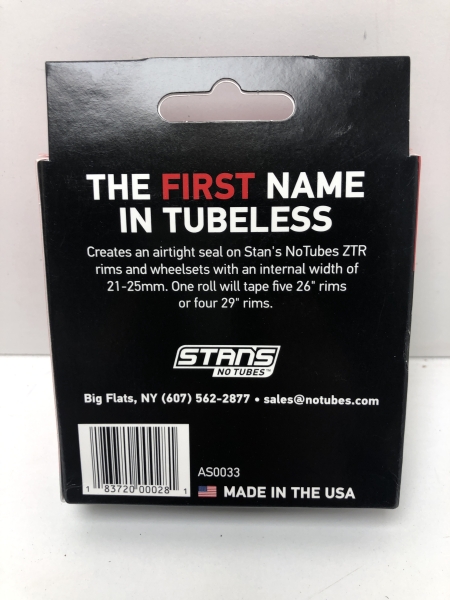 THE FIRST NAME
IN TUBELESS
Creates an airtight seal on Stan's NoTubes ZTR
rims and wheelsets with an internal width of
21-25mm. One roll will tape five 26" rims
or four 29" rims.
STANS
NO TUBES™
Big Flats, NY (607) 562-2877 • sales@notubes.com
AS0033
1 83720 00028 1
MADE IN THE USA